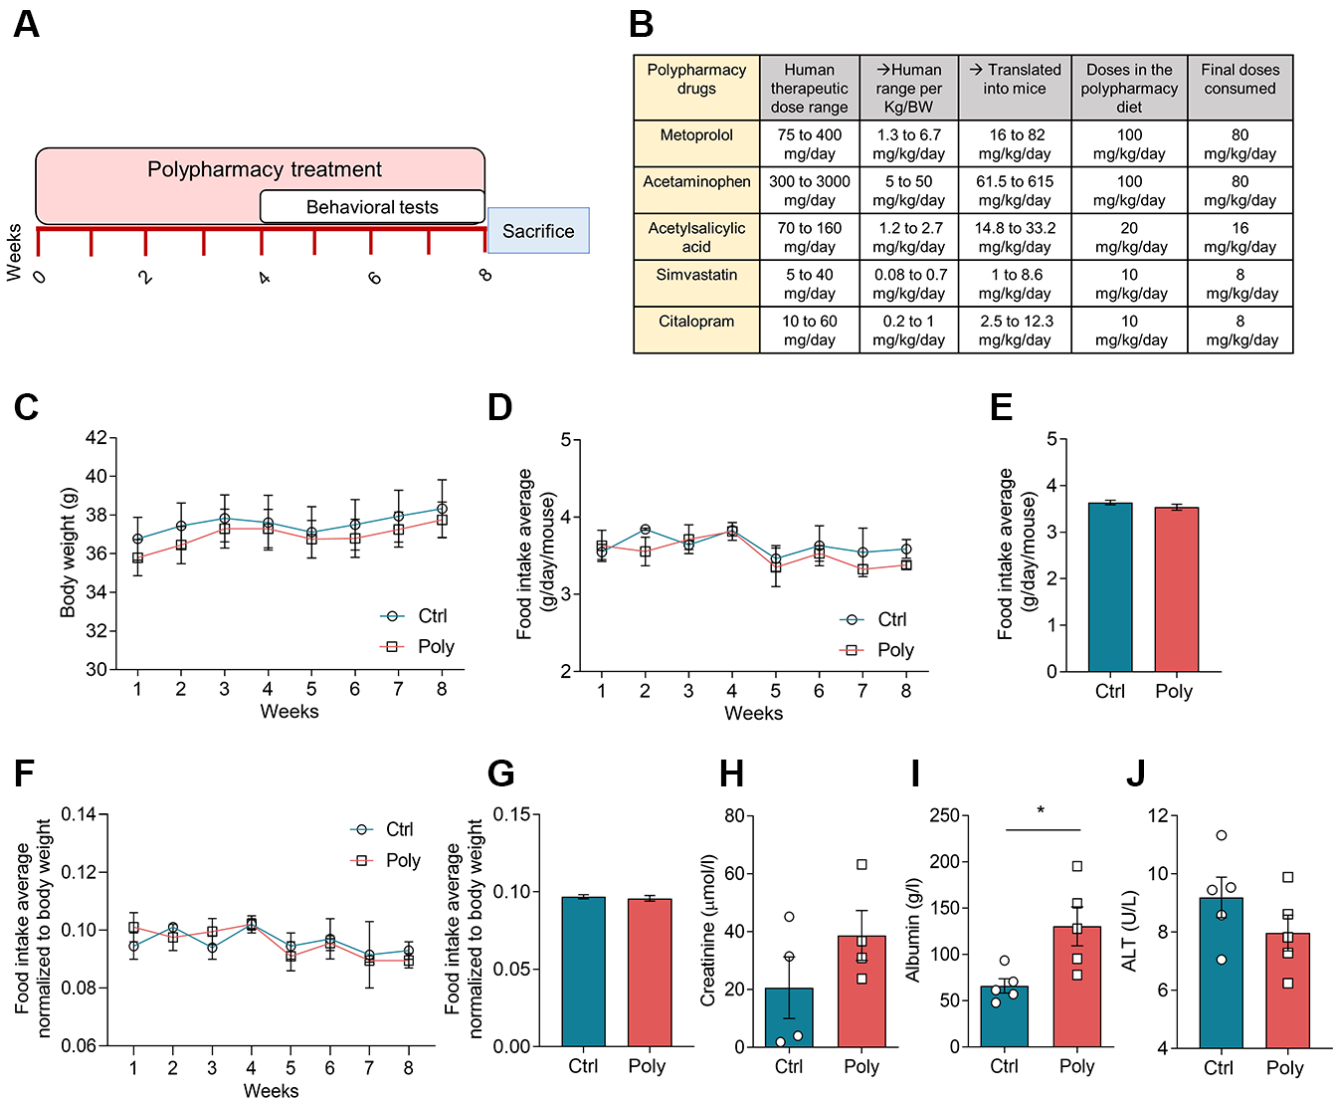 A
Polypharmacy treatment
Behavioral tests
Sacrifice
Weeks
0
2
4
6
8
B
Polypharmacy drugs
Human therapeutic dose range
→Human range per Kg/BW
→ Translated into mice
Doses in the polypharmacy diet
Final doses consumed
Metoprolol
75 to 400 mg/day
1.3 to 6.7 mg/kg/day
16 to 82 mg/kg/day
100 mg/kg/day
80 mg/kg/day
Acetaminophen
300 to 3000 mg/day
5 to 50 mg/kg/day
61.5 to 615 mg/kg/day
100 mg/kg/day
80 mg/kg/day
Acetylsalicylic acid
70 to 160 mg/day
1.2 to 2.7 mg/kg/day
14.8 to 33.2 mg/kg/day
20 mg/kg/day
16 mg/kg/day
Simvastatin
5 to 40 mg/day
0.08 to 0.7 mg/kg/day
1 to 8.6 mg/kg/day
10 mg/kg/day
8 mg/kg/day
Citalopram
10 to 60 mg/day
0.2 to 1 mg/kg/day
2.5 to 12.3 mg/kg/day
10 mg/kg/day
8 mg/kg/day
C
Body weight (g)
42
40
38
36
34
32
30
Ctrl
Poly
1 2 3 4 5 6 7 8
Weeks
D
Food intake average
(g/day/mouse)
5
4
3
2
Ctrl
Poly
1 2 3 4 5 6 7 8
Weeks
E
Food intake average
(g/day/mouse)
5
4
3
2
1
0
Ctrl Poly
F
Food intake average
normalized to body weight
0.14
0.12
0.10
0.08
0.06
Ctrl
Poly
1 2 3 4 5 6 7 8
Weeks
G
Food intake average
normalized to body weight
0.15
0.10
0.05
0.00
Ctrl Poly
H
Creatinine (μmol/l)
80
60
40
20
0
Ctrl Poly
I
Albumin (g/l)
250
200
150
100
50
0
*
Ctrl Poly
J
ALT (U/L)
12
10
8
6
4
Ctrl Poly